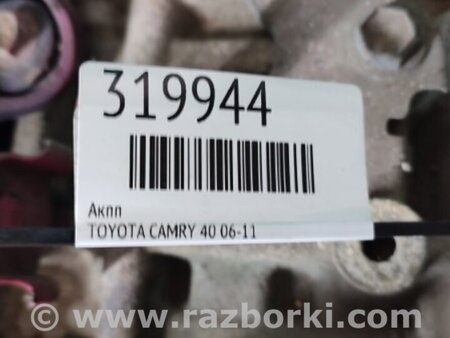 319944
Акпп
TOYOTA CAMRY 40 06-11
© www.razborki.com